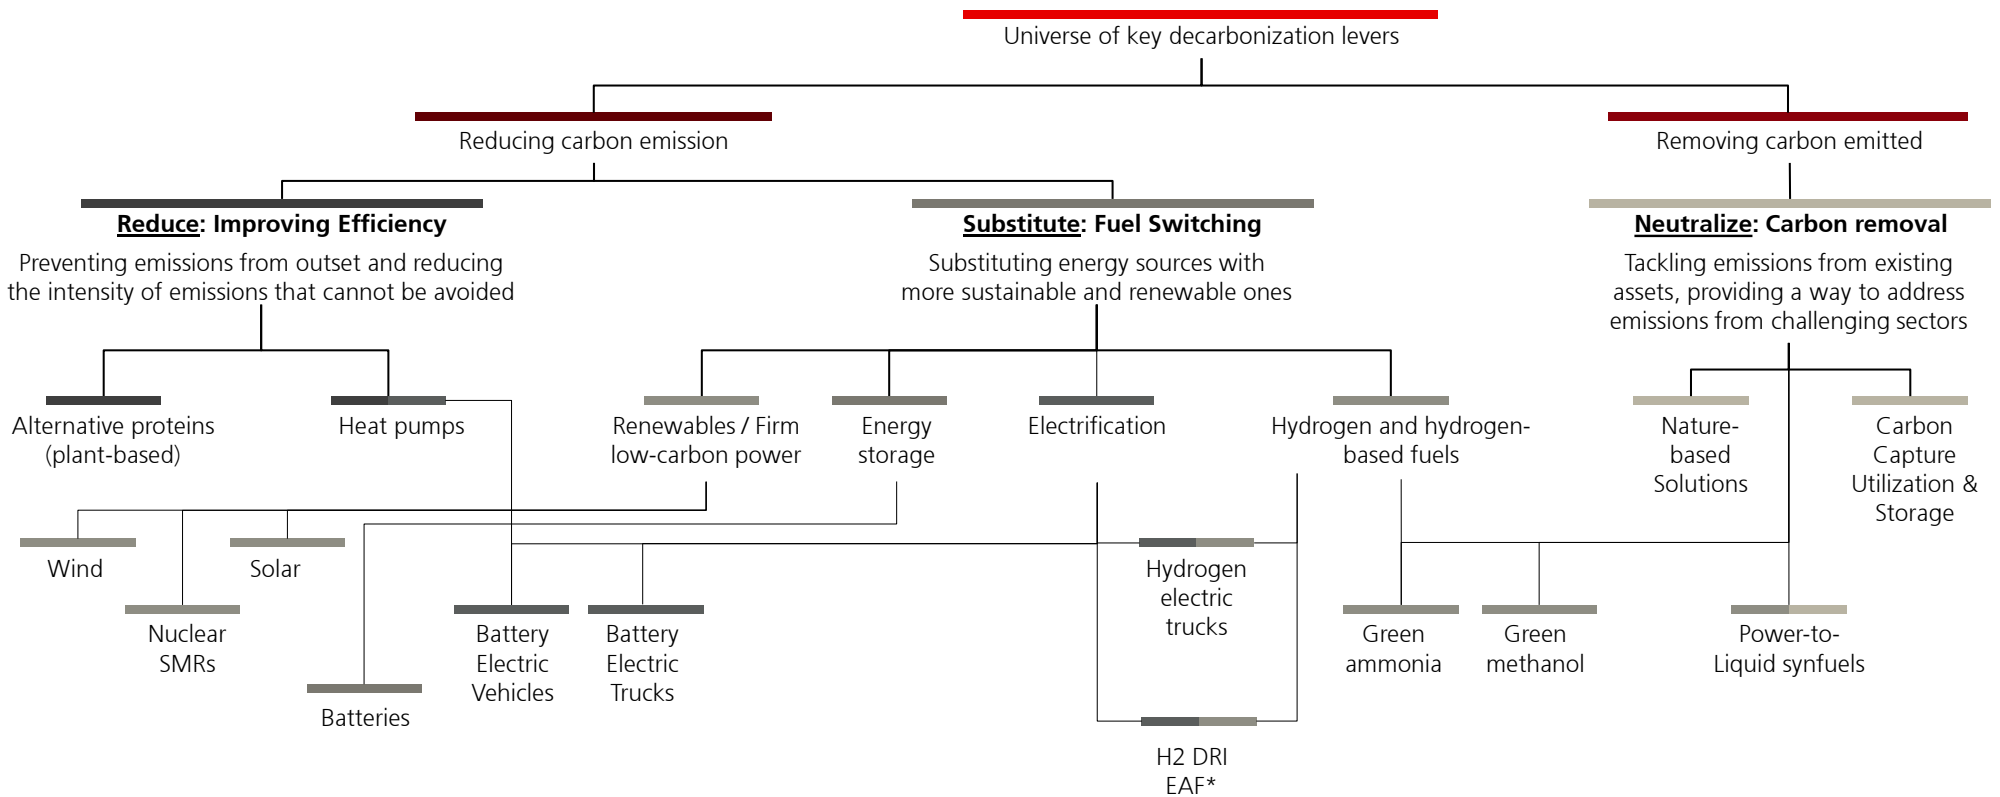 Universe of key decarbonization levers
Reducing carbon emission
Removing carbon emitted
Reduce: Improving Efficiency
Preventing emissions from outset and reducing
the intensity of emissions that cannot be avoided
Substitute: Fuel Switching
Substituting energy sources with
more sustainable and renewable ones
Neutralize: Carbon removal
Tackling emissions from existing
assets, providing a way to address
emissions from challenging sectors
Alternative proteins
(plant-based)
Heat pumps
Renewables / Firm
low-carbon power
Energy
storage
Electrification
Hydrogen and hydrogen-
based fuels
Nature-
based
Solutions
Carbon
Capture
Utilization &
Storage
Wind
Solar
Nuclear
SMRs
Batteries
Battery
Electric
Vehicles
Battery
Electric
Trucks
Hydrogen
electric
trucks
H2 DRI
EAF*
Green
ammonia
Green
methanol
Power-to-
Liquid synfuels